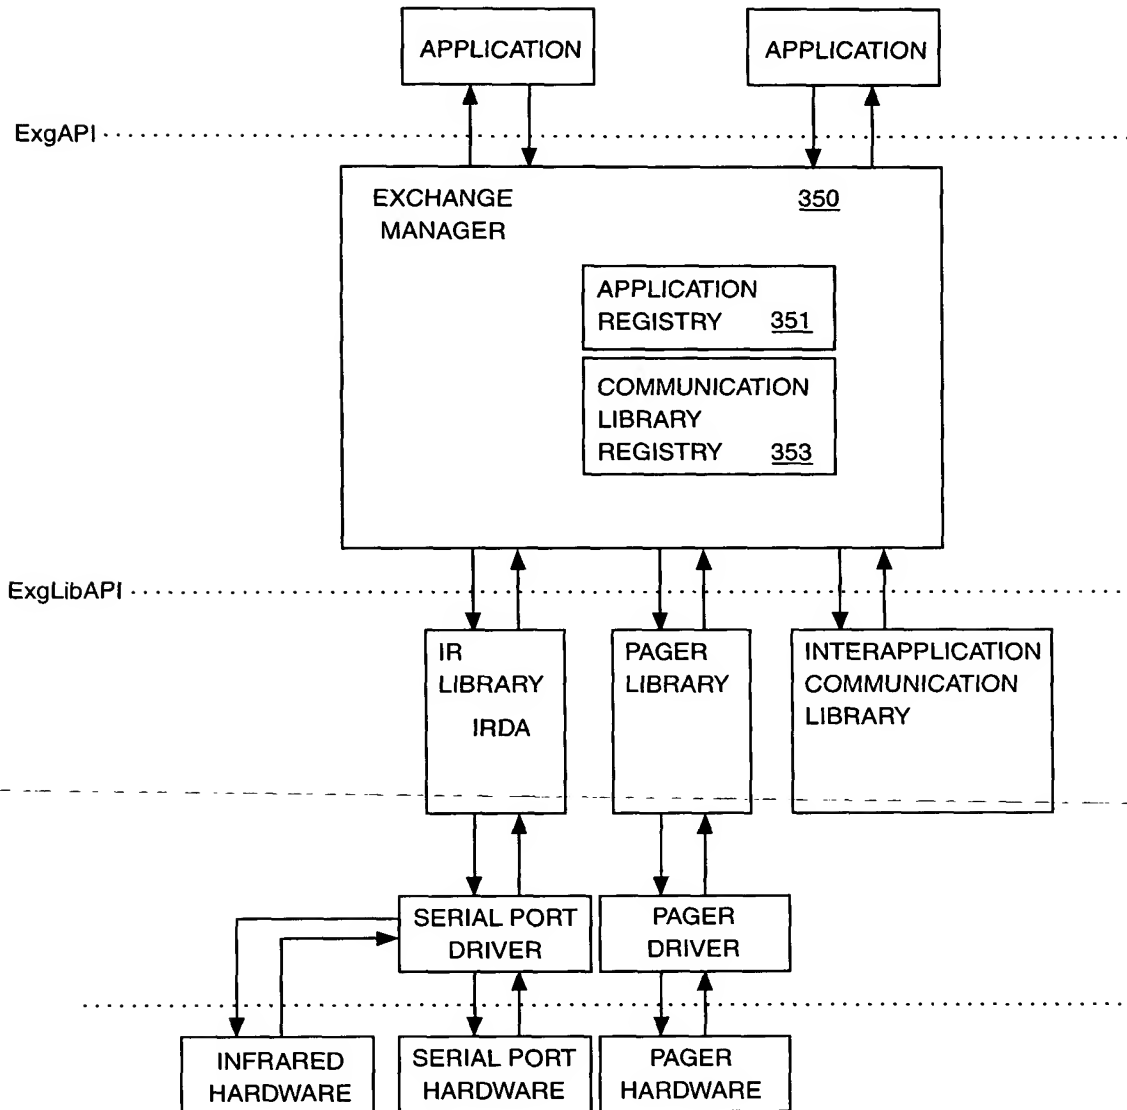 APPLICATION
APPLICATION
ExgAPI
EXCHANGE
MANAGER
350
APPLICATION
REGISTRY 351
COMMUNICATION
LIBRARY
REGISTRY 353
ExgLibAPI
IR
LIBRARY
IRDA
PAGER
LIBRARY
INTERAPPLICATION
COMMUNICATION
LIBRARY
SERIAL PORT
DRIVER
PAGER
DRIVER
INFRARED
HARDWARE
SERIAL PORT
HARDWARE
PAGER
HARDWARE